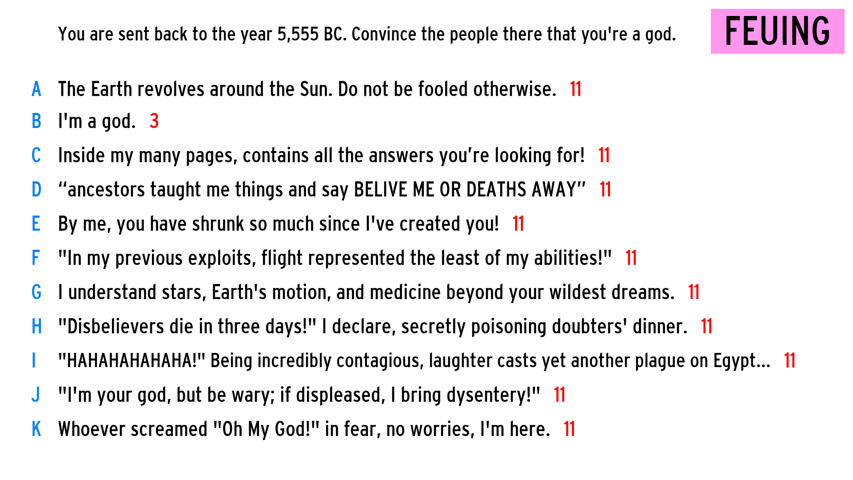 You are sent back to the year 5,555 BC. Convince the people there that you're a god.
FEUING
A The Earth revolves around the Sun. Do not be fooled otherwise. 11
B I'm a god. 3
C Inside my many pages, contains all the answers you’re looking for! 11
D “ancestors taught me things and say BELIVE ME OR DEATHS AWAY” 11
E By me, you have shrunk so much since I've created you! 11
F "In my previous exploits, flight represented the least of my abilities!" 11
G I understand stars, Earth's motion, and medicine beyond your wildest dreams. 11
H "Disbelievers die in three days!" I declare, secretly poisoning doubters' dinner. 11
I "HAHAHAHAHAHA!" Being incredibly contagious, laughter casts yet another plague on Egypt... 11
J "I'm your god, but be wary; if displeased, I bring dysentery!" 11
K Whoever screamed "Oh My God!" in fear, no worries, I'm here. 11